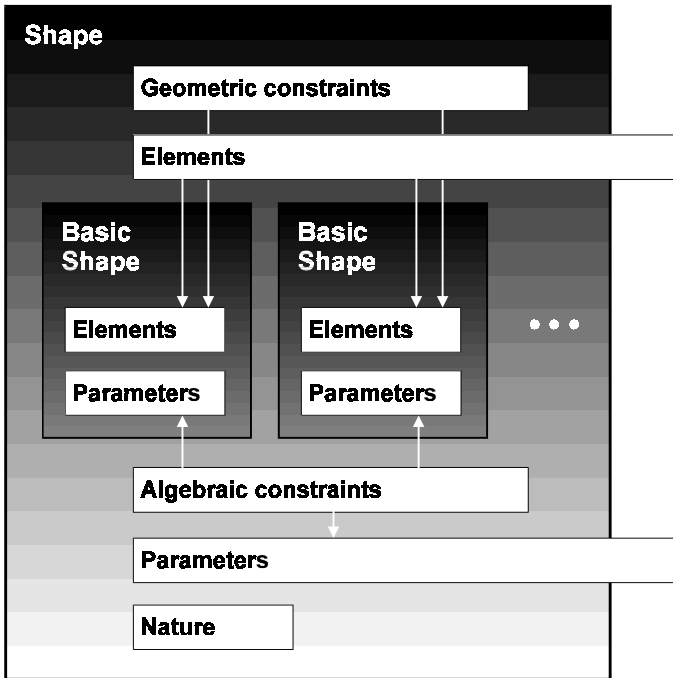 Shape
Geometric constraints
Elements
Basic
Shape
Elements
Parameters
Basic
Shape
Elements
Parameters
Algebraic constraints
Parameters
Nature